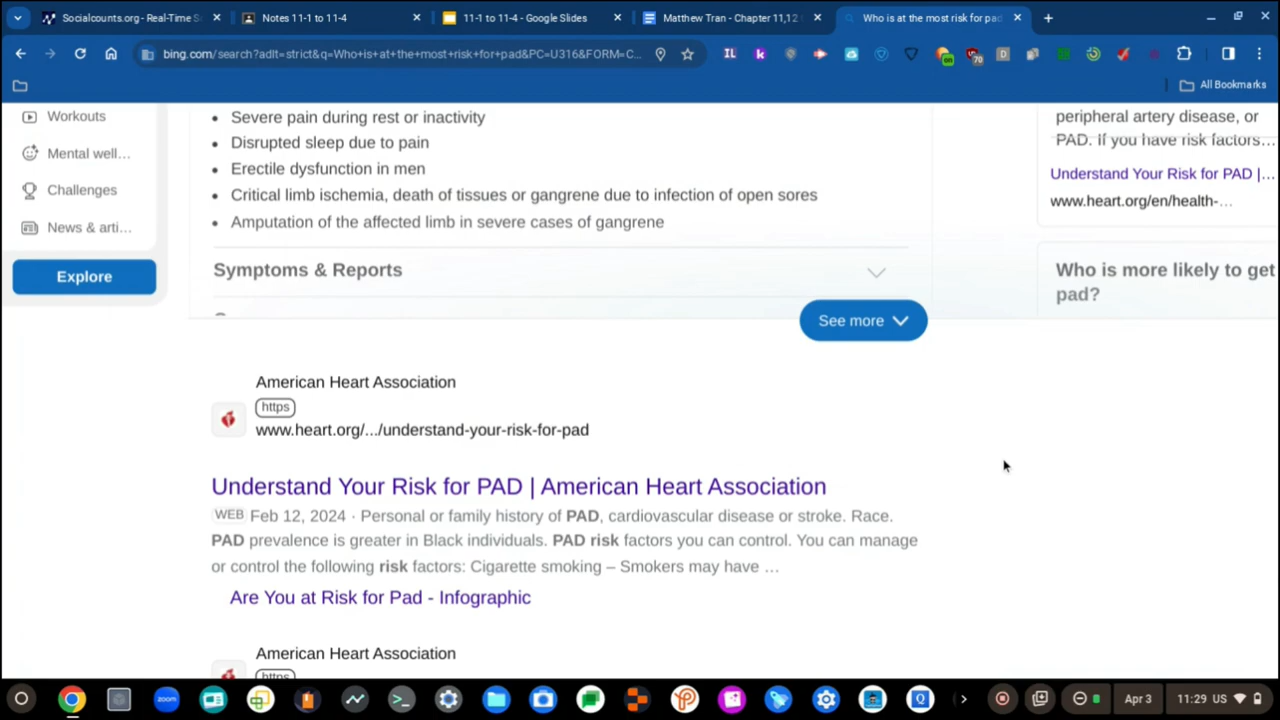 Socialcounts.org - Real-Time S
Notes 11-1 to 11-4
11-1 to 11-4 - Google Slides
Matthew Tran - Chapter 11,12
Who is at the most risk for pad
bing.com/search?adlt=strict&q=Who+is+at+the+most+risk+for+pad&PC=U316&FORM=C...
All Bookmarks
Workouts
Mental well...
Challenges
News & arti...
Explore
Severe pain during rest or inactivity
Disrupted sleep due to pain
Erectile dysfunction in men
Critical limb ischemia, death of tissues or gangrene due to infection of open sores
Amputation of the affected limb in severe cases of gangrene
Symptoms & Reports
See more
peripheral artery disease, or
PAD. If you have risk factors...
Understand Your Risk for PAD |...
www.heart.org/en/health-...
Who is more likely to get
pad?
American Heart Association
https
www.heart.org/.../understand-your-risk-for-pad
Understand Your Risk for PAD | American Heart Association
WEB Feb 12, 2024 · Personal or family history of PAD, cardiovascular disease or stroke. Race.
PAD prevalence is greater in Black individuals. PAD risk factors you can control. You can manage
or control the following risk factors: Cigarette smoking – Smokers may have ...
Are You at Risk for Pad - Infographic
American Heart Association
https
zoom
Apr 3
11:29 US